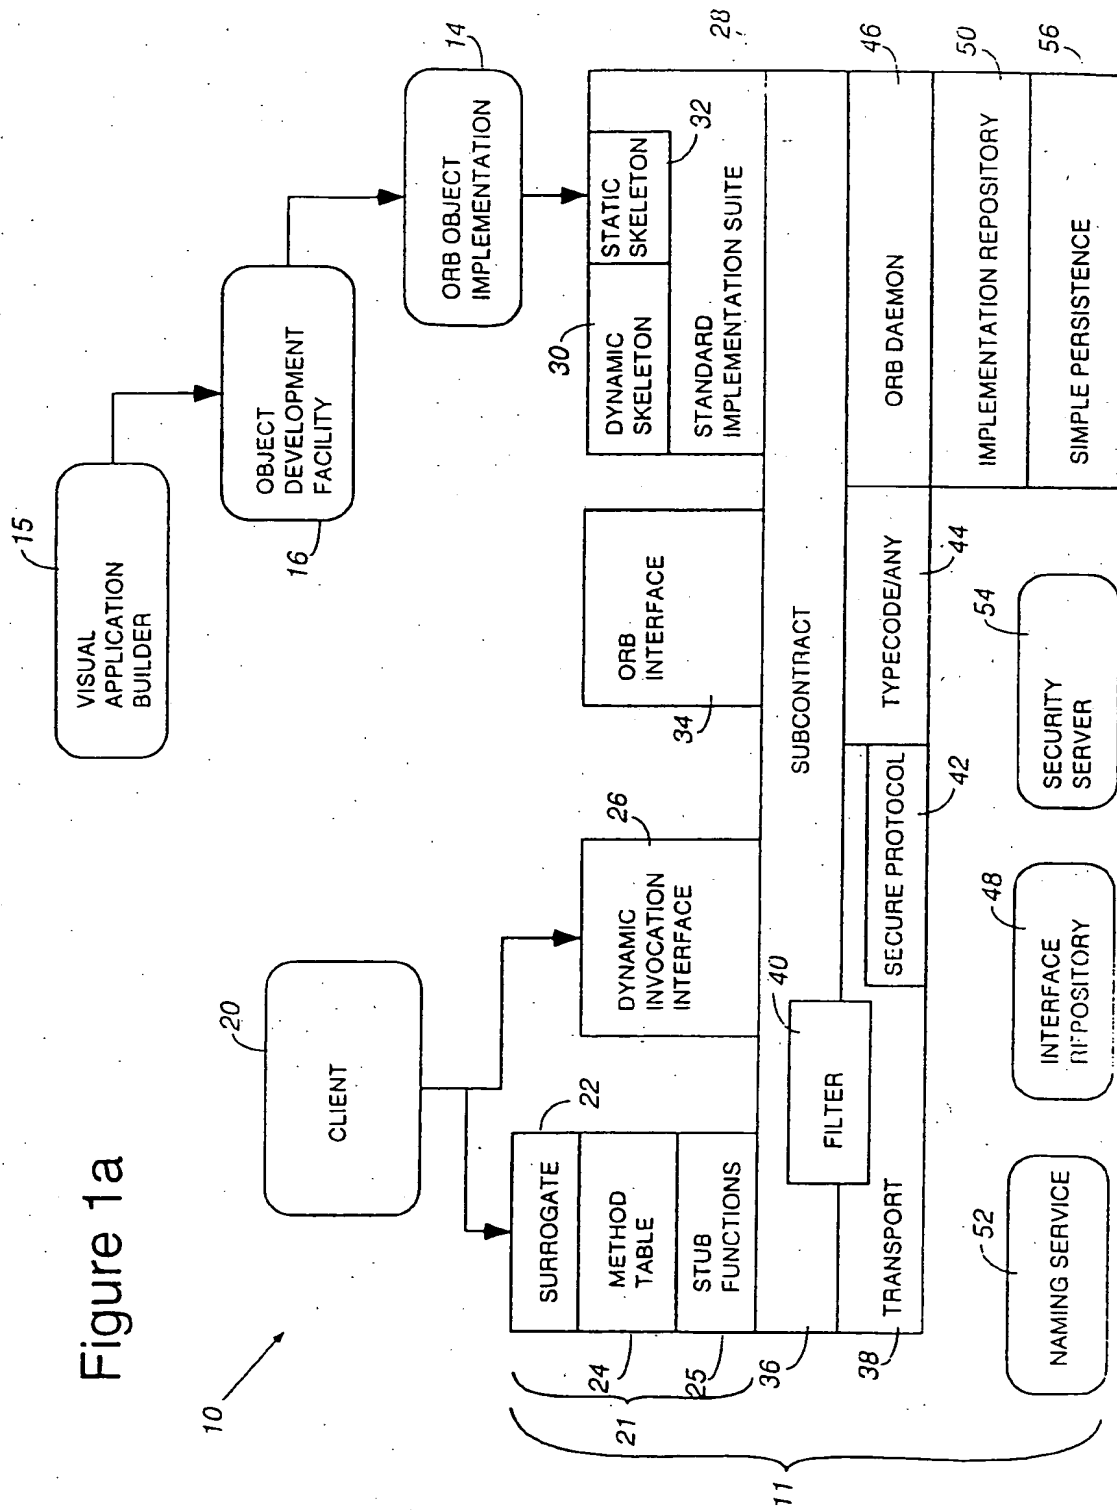 Figure 1a
10
20
CLIENT
15
VISUAL
APPLICATION
BUILDER
OBJECT
DEVELOPMENT
FACILITY
16
14
ORB OBJECT
IMPLEMENTATION
22
SURROGATE
METHOD
TABLE
24
STUB
FUNCTIONS
25
21
26
DYNAMIC
INVOCATION
INTERFACE
ORB
INTERFACE
34
30
DYNAMIC
SKELETON
STATIC
SKELETON
32
STANDARD
IMPLEMENTATION SUITE
28
SUBCONTRACT
36
40
FILTER
TRANSPORT
38
SECURE PROTOCOL
42
TYPECODE/ANY
44
ORB DAEMON
46
IMPLEMENTATION REPOSITORY
50
SIMPLE PERSISTENCE
56
52
NAMING SERVICE
48
INTERFACE
REPOSITORY
54
SECURITY
SERVER
11